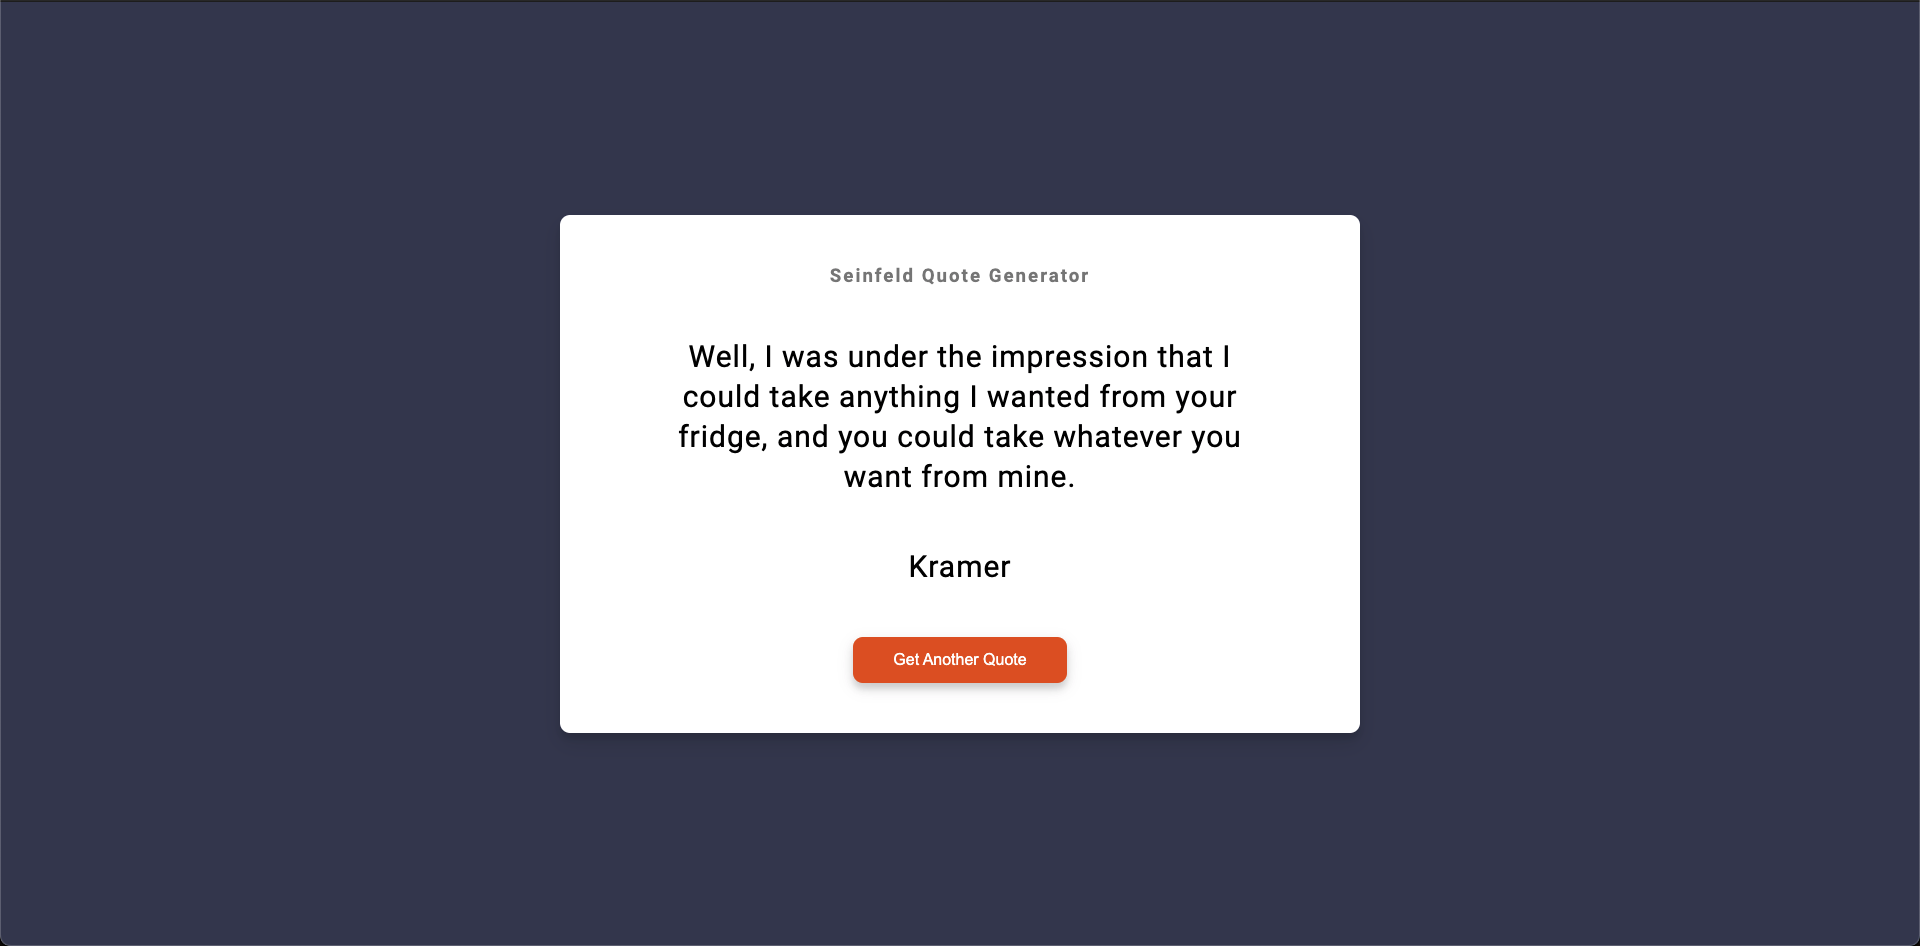 Seinfeld Quote Generator
Well, I was under the impression that I
could take anything I wanted from your
fridge, and you could take whatever you
want from mine.
Kramer
Get Another Quote